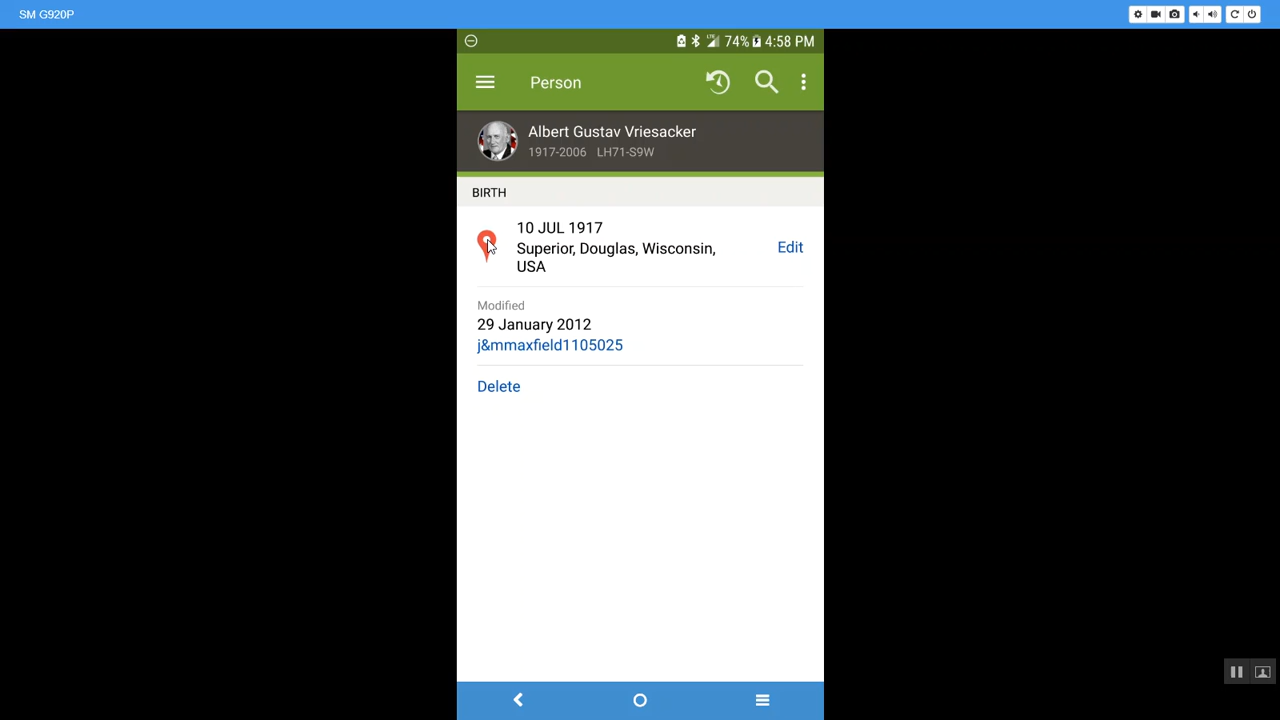 SM G920P
LTE 74% 4:58 PM
Person
Albert Gustav Vriesacker
1917-2006 LH71-S9W
BIRTH
10 JUL 1917
Superior, Douglas, Wisconsin,
USA
Edit
Modified
29 January 2012
j&mmaxfield1105025
Delete